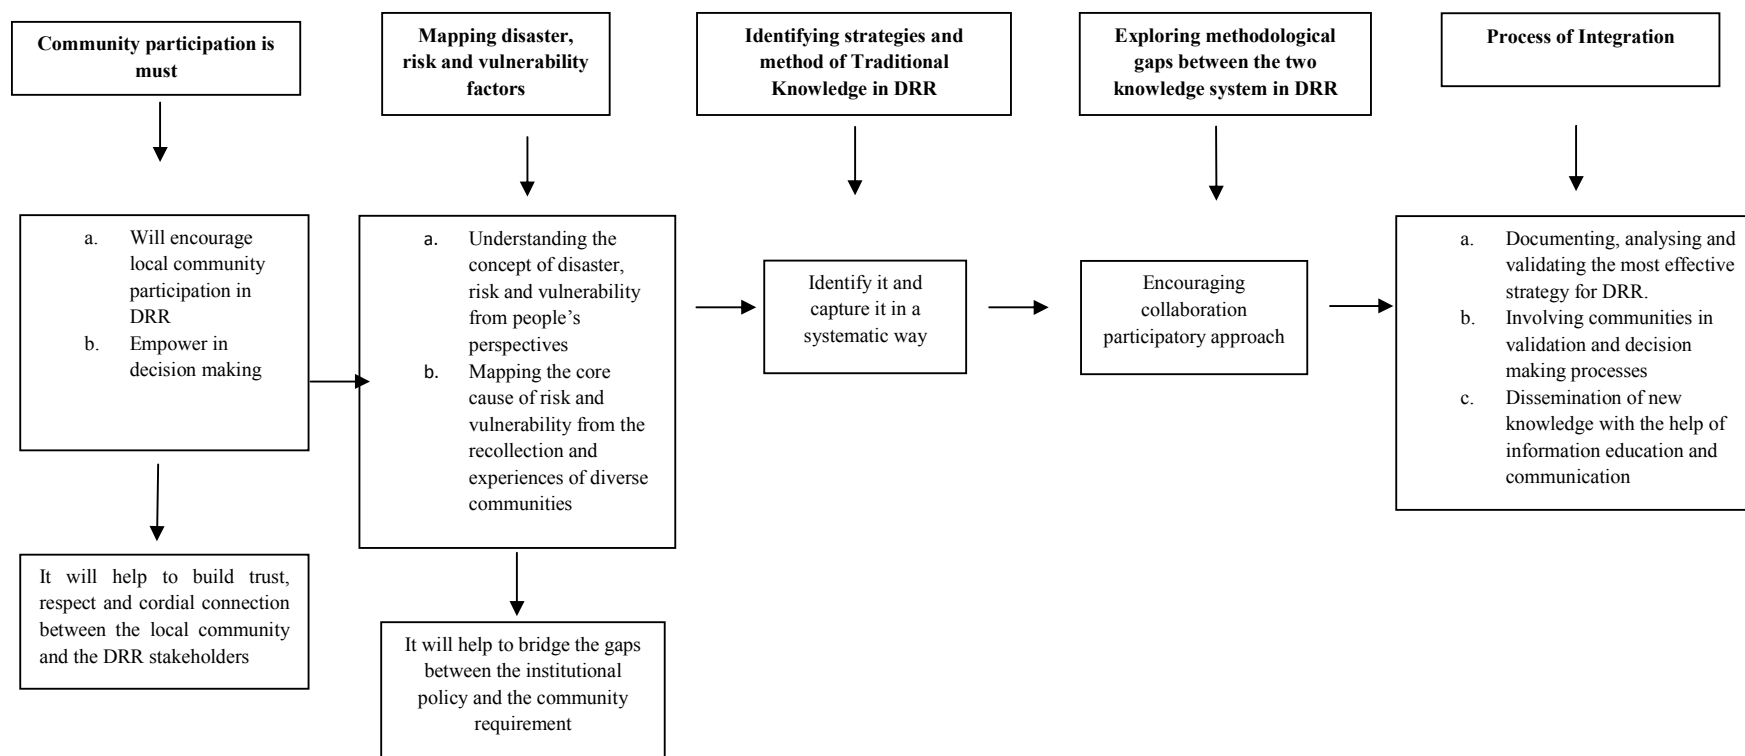 Community participation is
must
Mapping disaster,
risk and vulnerability
factors
Identifying strategies and
method of Traditional
Knowledge in DRR
Exploring methodological
gaps between the two
knowledge system in DRR
Process of Integration
a. Will encourage
local community
participation in
DRR
b. Empower in
decision making
a. Understanding the
concept of disaster,
risk and vulnerability
from people’s
perspectives
b. Mapping the core
cause of risk and
vulnerability from the
recollection and
experiences of diverse
communities
Identify it and
capture it in a
systematic way
Encouraging
collaboration
participatory approach
a. Documenting, analysing and
validating the most effective
strategy for DRR.
b. Involving communities in
validation and decision
making processes
c. Dissemination of new
knowledge with the help of
information education and
communication
It will help to build trust,
respect and cordial connection
between the local community
and the DRR stakeholders
It will help to bridge the gaps
between the institutional
policy and the community
requirement